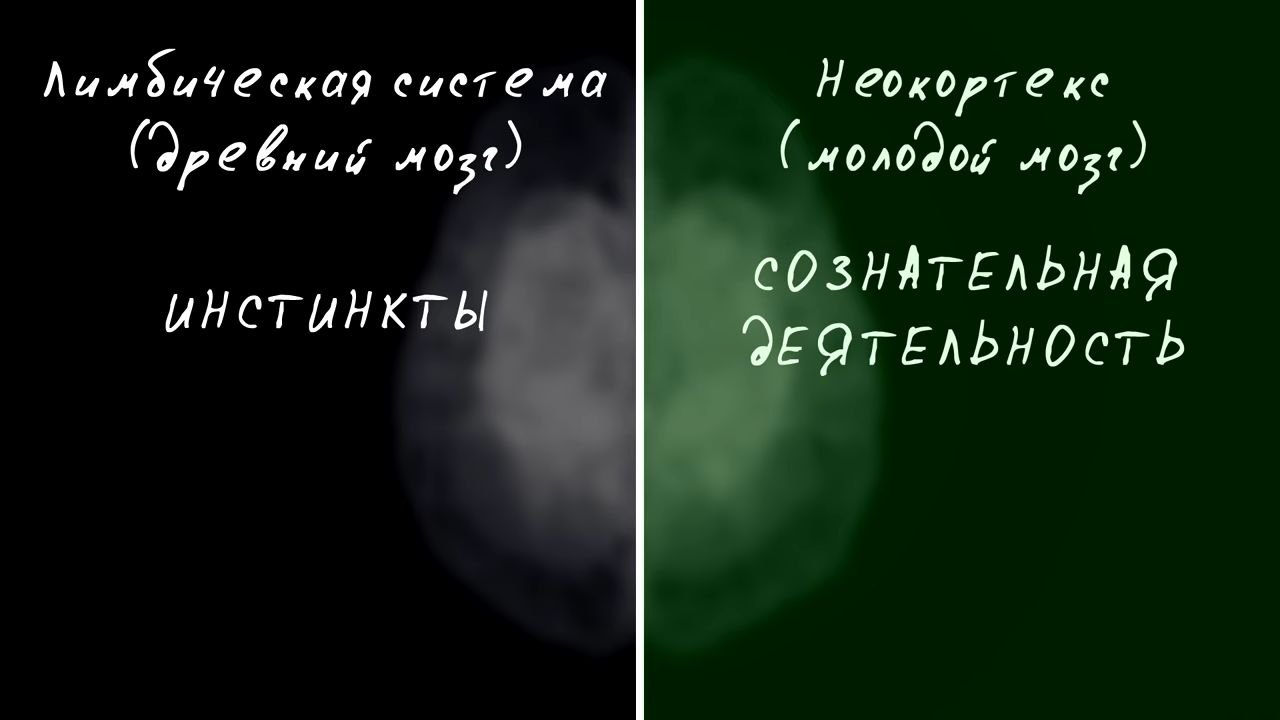 Лимбическая система
(древний мозг)
ИНСТИНКТЫ
Неокортекс
(молодой мозг)
СОЗНАТЕЛЬНАЯ
ДЕЯТЕЛЬНОСТЬ